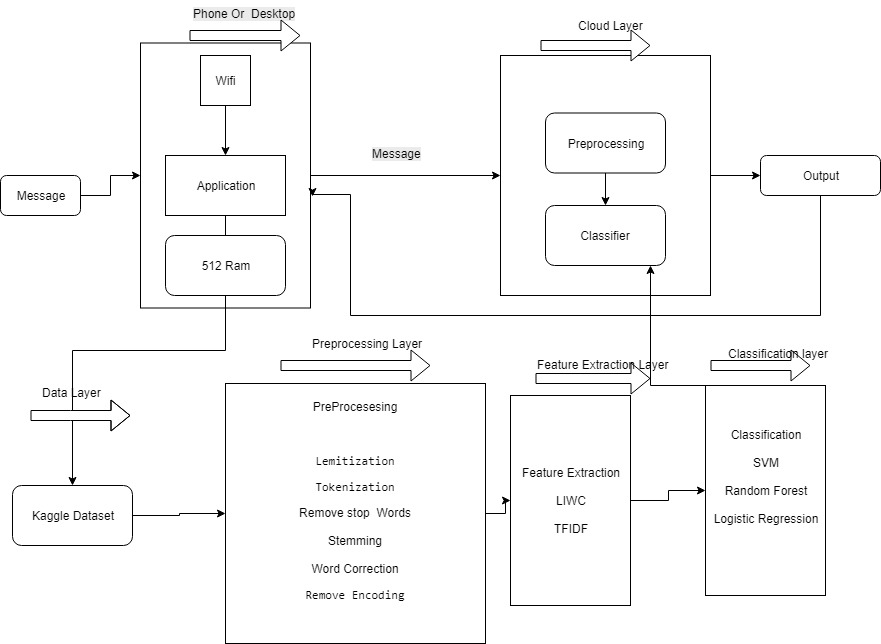 Phone Or Desktop
Cloud Layer
Wifi
Message
Preprocessing
Message
Application
Output
Classifier
512 Ram
Preprocessing Layer
Feature Extraction Layer
Classification layer
Data Layer
PreProcesesing
Classification
Lemitization
SVM
Feature Extraction
Tokenization
Random Forest
LIWC
Remove stop Words
Kaggle Dataset
Logistic Regression
TFIDF
Stemming
Word Correction
Remove Encoding